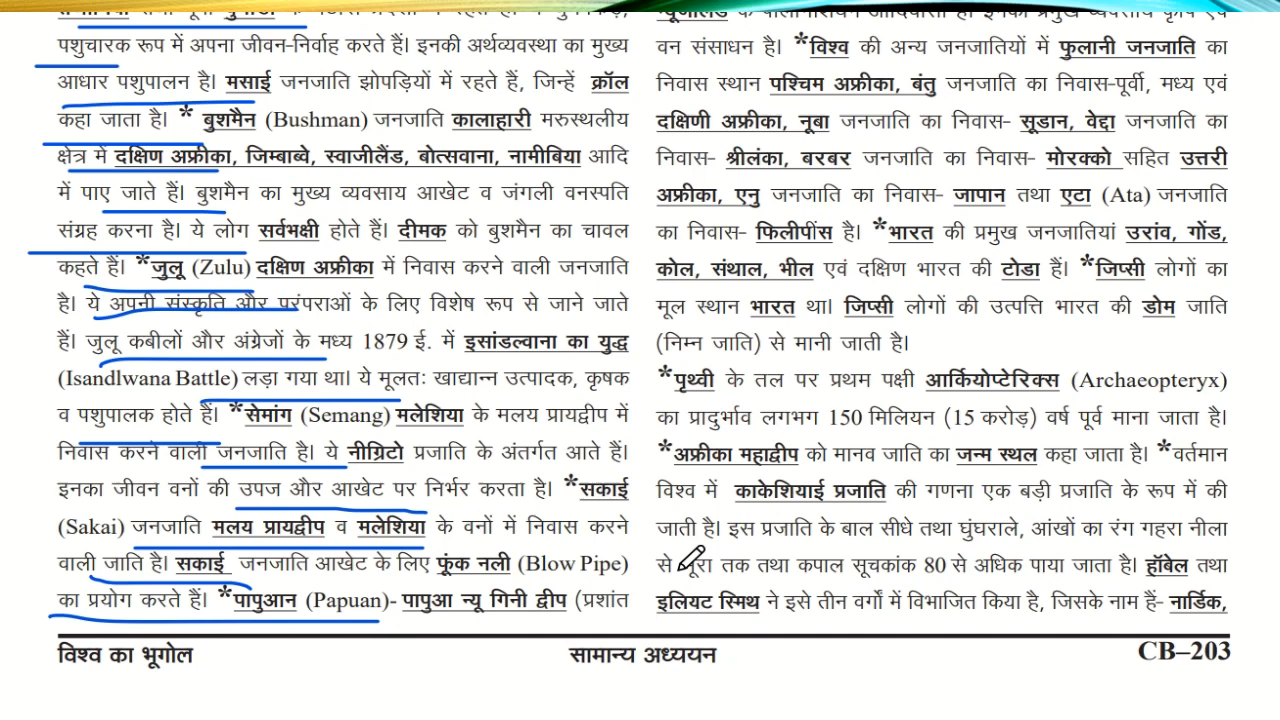 पशुचारक रूप में अपना जीवन-निर्वाह करते हैं। इनकी अर्थव्यवस्था का मुख्य
आधार पशुपालन है। मसाई जनजाति झोपड़ियों में रहते हैं, जिन्हें क्रॉल
कहा जाता है। * बुशमैन (Bushman) जनजाति कालाहारी मरुस्थलीय
क्षेत्र में दक्षिण अफ्रीका, जिम्बाब्वे, स्वाजीलैंड, बोत्सवाना, नामीबिया आदि
में पाए जाते हैं। बुशमैन का मुख्य व्यवसाय आखेट व जंगली वनस्पति
संग्रह करना है। ये लोग सर्वभक्षी होते हैं। दीमक को बुशमैन का चावल
कहते हैं। *जुलू (Zulu) दक्षिण अफ्रीका में निवास करने वाली जनजाति
है। ये अपनी संस्कृति और परंपराओं के लिए विशेष रूप से जाने जाते
हैं। जुलू कबीलों और अंग्रेजों के मध्य 1879 ई. में इसांडल्वाना का युद्ध
(Isandlwana Battle) लड़ा गया था। ये मूलतः खाद्यान्न उत्पादक, कृषक
व पशुपालक होते हैं। *सेमांग (Semang) मलेशिया के मलय प्रायद्वीप में
निवास करने वाली जनजाति है। ये नीग्रिटो प्रजाति के अंतर्गत आते हैं।
इनका जीवन वनों की उपज और आखेट पर निर्भर करता है। *सकाई
(Sakai) जनजाति मलय प्रायद्वीप व मलेशिया के वनों में निवास करने
वाली जाति है। सकाई जनजाति आखेट के लिए फूंक नली (Blow Pipe)
का प्रयोग करते हैं। *पापुआन (Papuan)- पापुआ न्यू गिनी द्वीप (प्रशांत
वन संसाधन है। *विश्व की अन्य जनजातियों में फुलानी जनजाति का
निवास स्थान पश्चिम अफ्रीका, बंतु जनजाति का निवास-पूर्वी, मध्य एवं
दक्षिणी अफ्रीका, नूबा जनजाति का निवास- सूडान, वेद्दा जनजाति का
निवास- श्रीलंका, बरबर जनजाति का निवास- मोरक्को सहित उत्तरी
अफ्रीका, एनु जनजाति का निवास- जापान तथा एटा (Ata) जनजाति
का निवास- फिलीपींस है। *भारत की प्रमुख जनजातियां उरांव, गोंड,
कोल, संथाल, भील एवं दक्षिण भारत की टोडा हैं। *जिप्सी लोगों का
मूल स्थान भारत था। जिप्सी लोगों की उत्पत्ति भारत की डोम जाति
(निम्न जाति) से मानी जाती है।
*पृथ्वी के तल पर प्रथम पक्षी आर्कियोप्टेरिक्स (Archaeopteryx)
का प्रादुर्भाव लगभग 150 मिलियन (15 करोड़) वर्ष पूर्व माना जाता है।
*अफ्रीका महाद्वीप को मानव जाति का जन्म स्थल कहा जाता है। *वर्तमान
विश्व में काकेशियाई प्रजाति की गणना एक बड़ी प्रजाति के रूप में की
जाती है। इस प्रजाति के बाल सीधे तथा घुंघराले, आंखों का रंग गहरा नीला
से तक तथा कपाल सूचकांक 80 से अधिक पाया जाता है। हॉबेल तथा
इलियट स्मिथ ने इसे तीन वर्गों में विभाजित किया है, जिसके नाम हैं- नार्डिक,
विश्व का भूगोल
सामान्य अध्ययन
CB–203